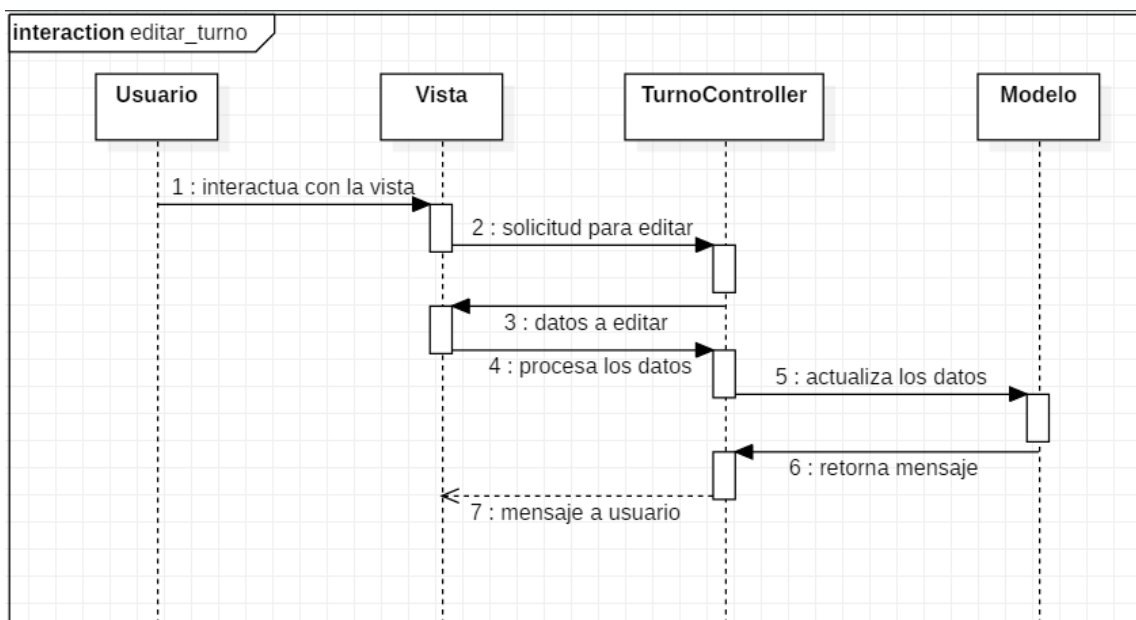 interaction editar_turno
Usuario
Vista
TurnoController
Modelo
1 : interactua con la vista
2 : solicitud para editar
3 : datos a editar
4 : procesa los datos
5 : actualiza los datos
6 : retorna mensaje
7 : mensaje a usuario